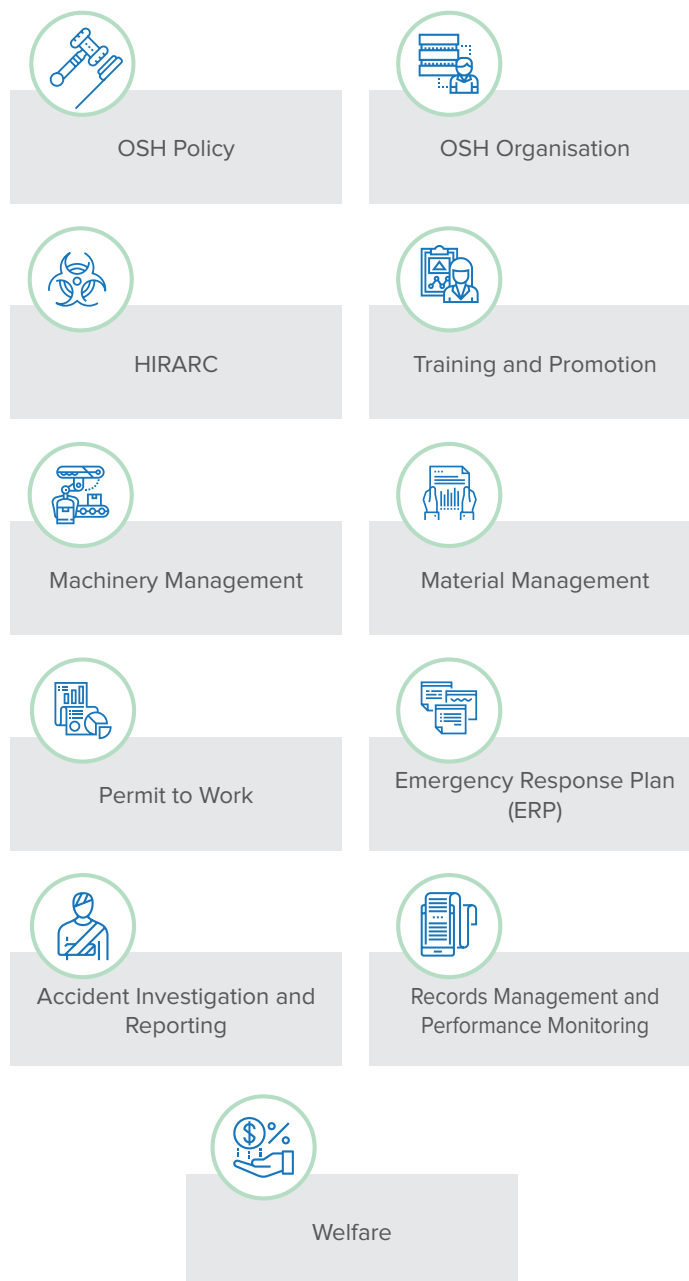 OSH Policy
OSH Organisation
HIRARC
Training and Promotion
Machinery Management
Material Management
Permit to Work
Emergency Response Plan
(ERP)
Accident Investigation and
Reporting
Records Management and
Performance Monitoring
$ %
Welfare